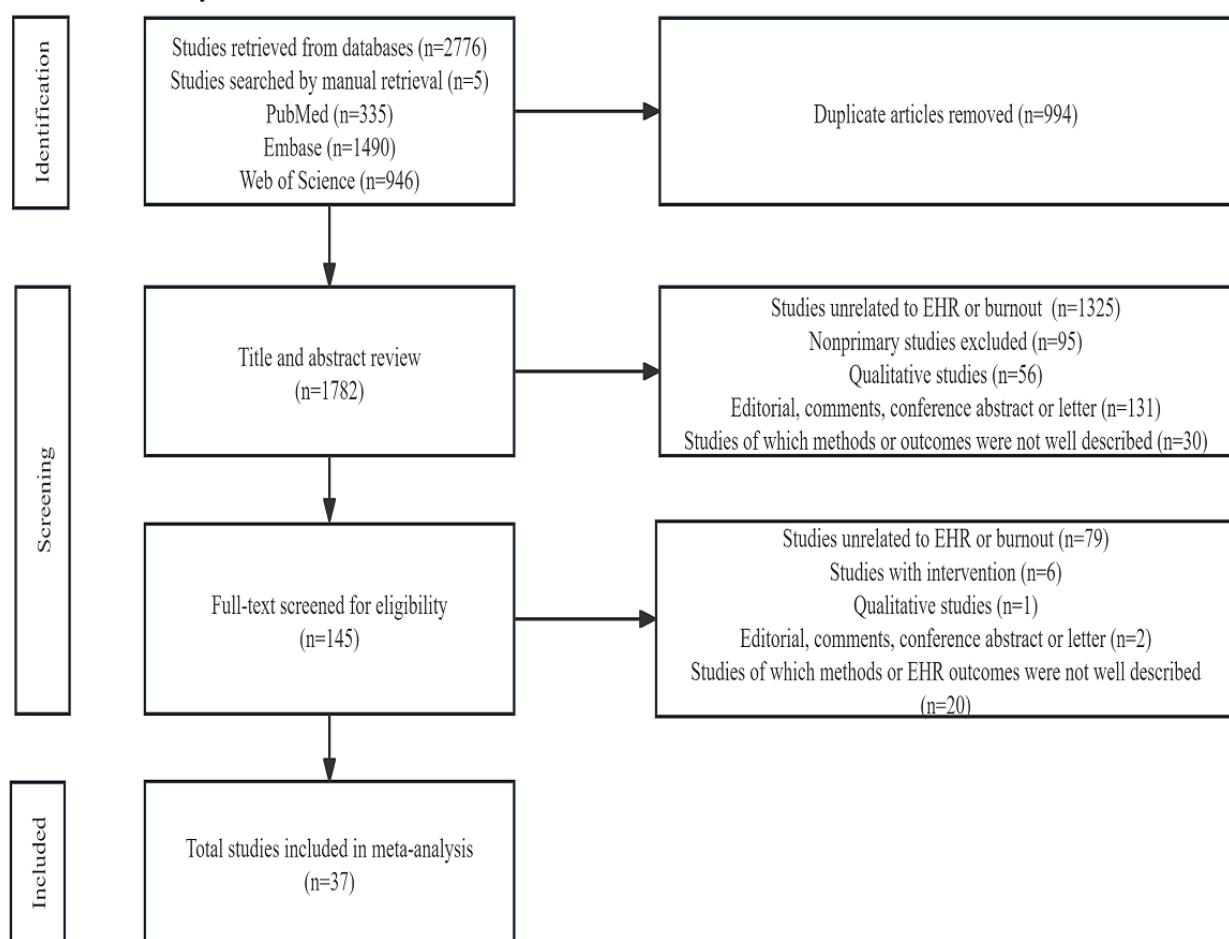 Identification
Studies retrieved from databases (n=2776)
Studies searched by manual retrieval (n=5)
PubMed (n=335)
Embase (n=1490)
Web of Science (n=946)
Duplicate articles removed (n=994)
Screening
Title and abstract review
(n=1782)
Studies unrelated to EHR or burnout (n=1325)
Nonprimary studies excluded (n=95)
Qualitative studies (n=56)
Editorial, comments, conference abstract or letter (n=131)
Studies of which methods or outcomes were not well described (n=30)
Full-text screened for eligibility
(n=145)
Studies unrelated to EHR or burnout (n=79)
Studies with intervention (n=6)
Qualitative studies (n=1)
Editorial, comments, conference abstract or letter (n=2)
Studies of which methods or EHR outcomes were not well described
(n=20)
Included
Total studies included in meta-analysis
(n=37)